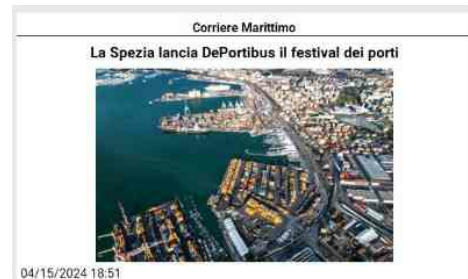 Corriere Marittimo
La Spezia lancia DePortibus il festival dei porti
04/15/2024 18:51